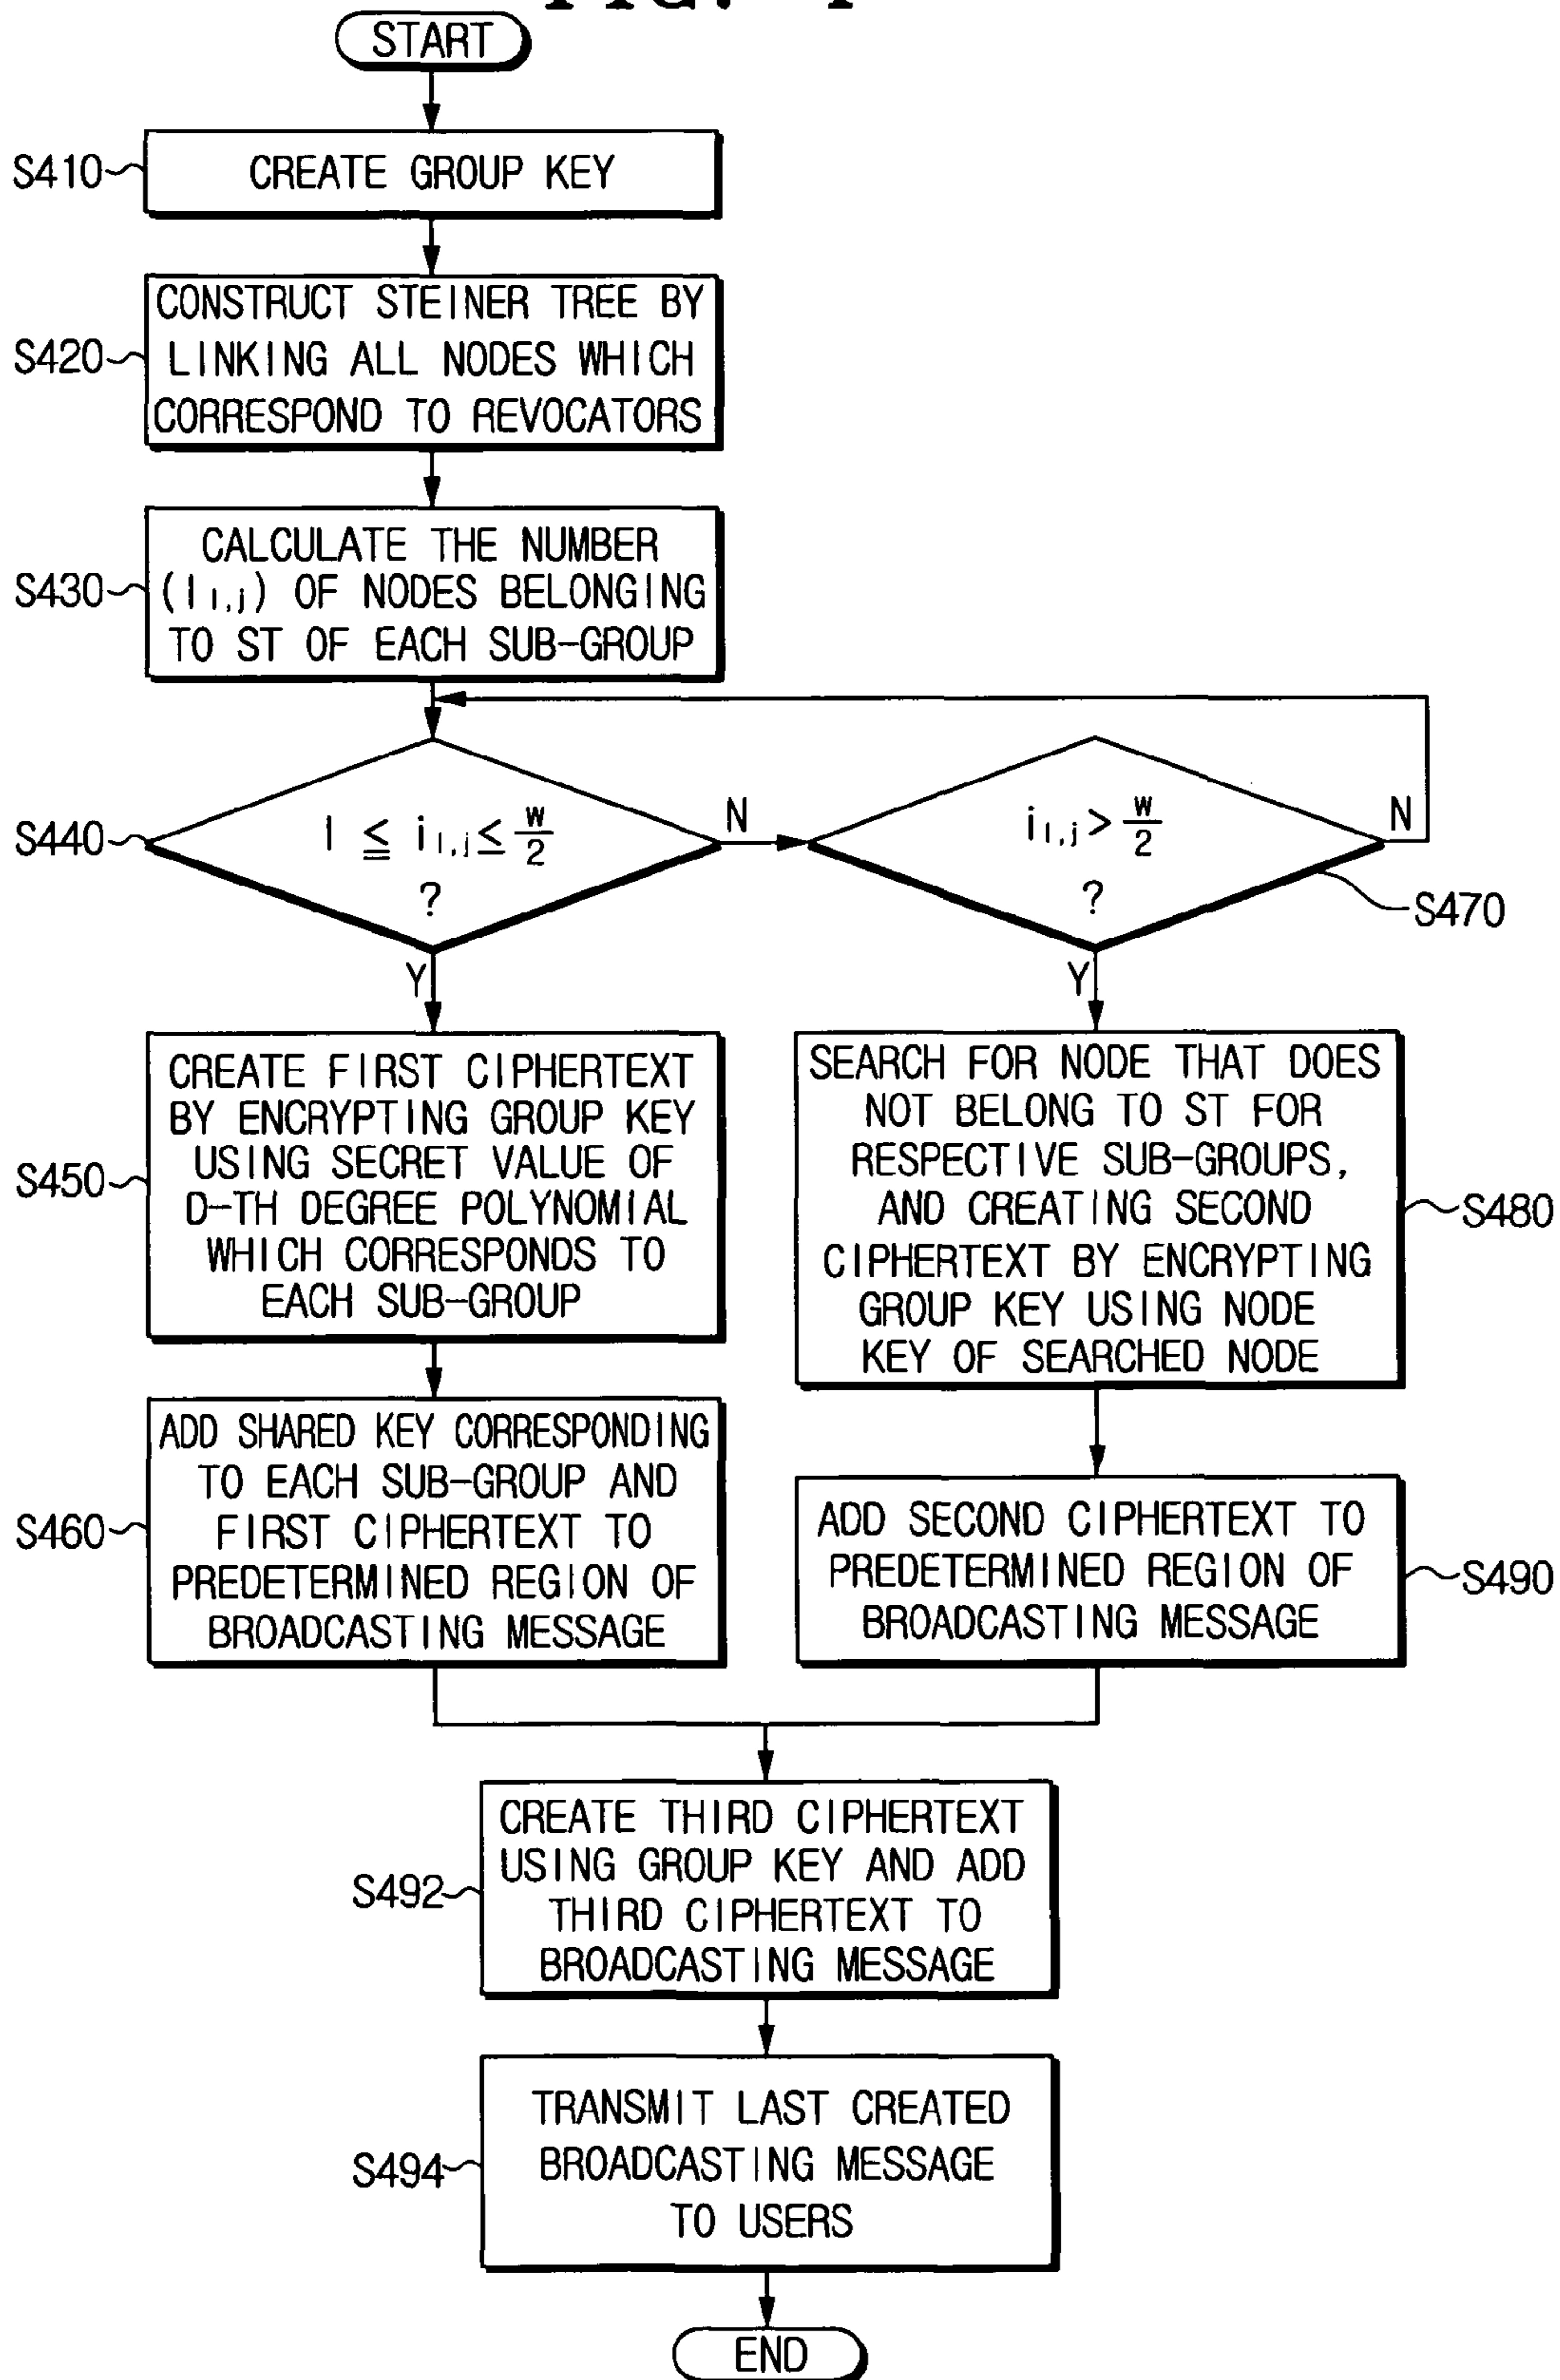 START
S410
CREATE GROUP KEY
S420
CONSTRUCT STEINER TREE BY
LINKING ALL NODES WHICH
CORRESPOND TO REVOCATORS
S430
CALCULATE THE NUMBER
(I i,j) OF NODES BELONGING
TO ST OF EACH SUB-GROUP
S440
1 ≦ i i,j ≤ w/2
?
N
Y
i i,j > w/2
?
N
S470
Y
S450
CREATE FIRST CIPHERTEXT
BY ENCRYPTING GROUP KEY
USING SECRET VALUE OF
D-TH DEGREE POLYNOMIAL
WHICH CORRESPONDS TO
EACH SUB-GROUP
SEARCH FOR NODE THAT DOES
NOT BELONG TO ST FOR
RESPECTIVE SUB-GROUPS,
AND CREATING SECOND
CIPHERTEXT BY ENCRYPTING
GROUP KEY USING NODE
KEY OF SEARCHED NODE
S480
S460
ADD SHARED KEY CORRESPONDING
TO EACH SUB-GROUP AND
FIRST CIPHERTEXT TO
PREDETERMINED REGION OF
BROADCASTING MESSAGE
ADD SECOND CIPHERTEXT TO
PREDETERMINED REGION OF
BROADCASTING MESSAGE
S490
S492
CREATE THIRD CIPHERTEXT
USING GROUP KEY AND ADD
THIRD CIPHERTEXT TO
BROADCASTING MESSAGE
S494
TRANSMIT LAST CREATED
BROADCASTING MESSAGE
TO USERS
END